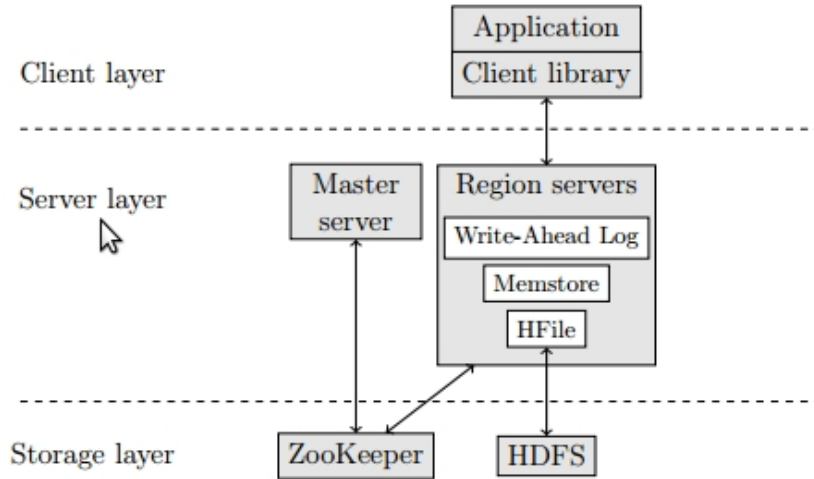 Application
Client layer
Client library
Server layer
Master
server
Region servers
Write-Ahead Log
Memstore
HFile
Storage layer
ZooKeeper
HDFS